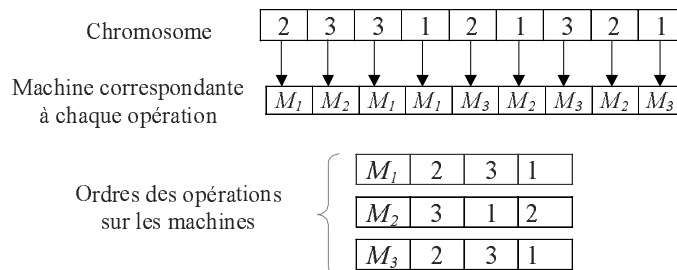 Chromosome 2 3 3 1 2 1 3 2 1
Machine correspondante
à chaque opération
M1 M2 M1 M1 M3 M2 M3 M2 M3
M1 2 3 1
Ordres des opérations
sur les machines
M2 3 1 2
M3 2 3 1